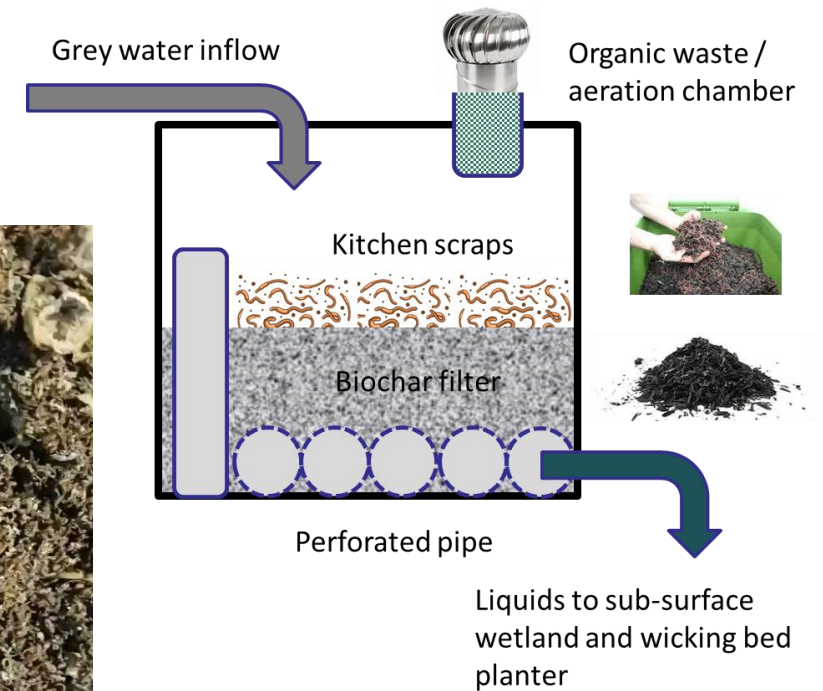 Grey water inflow
Organic waste /
aeration chamber
Kitchen scraps
Biochar filter
Perforated pipe
Liquids to sub-surface
wetland and wicking bed
planter